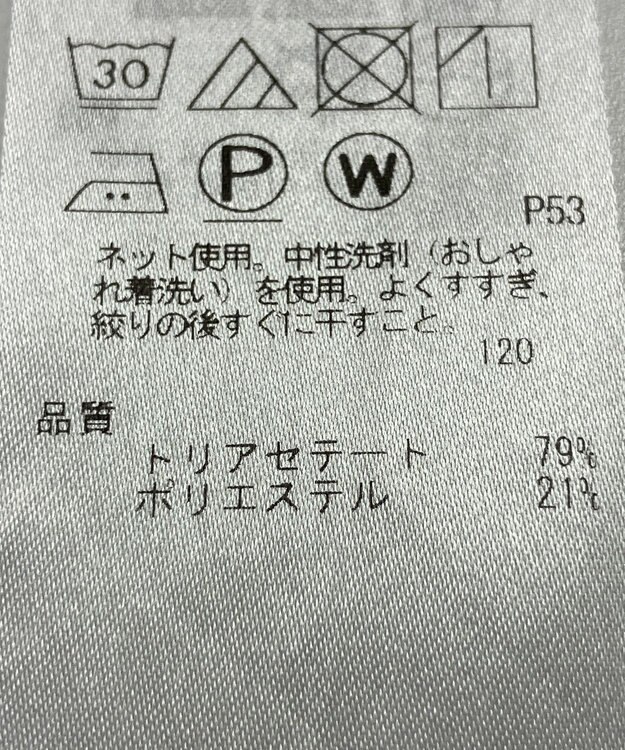 30
P W
P53
ネット使用。中性洗剤（おしゃ
れ着洗い）を使用。よくすすぎ、
絞りの後すぐに干すこと。
120
品質
トリアセテート 79%
ポリエステル 21%